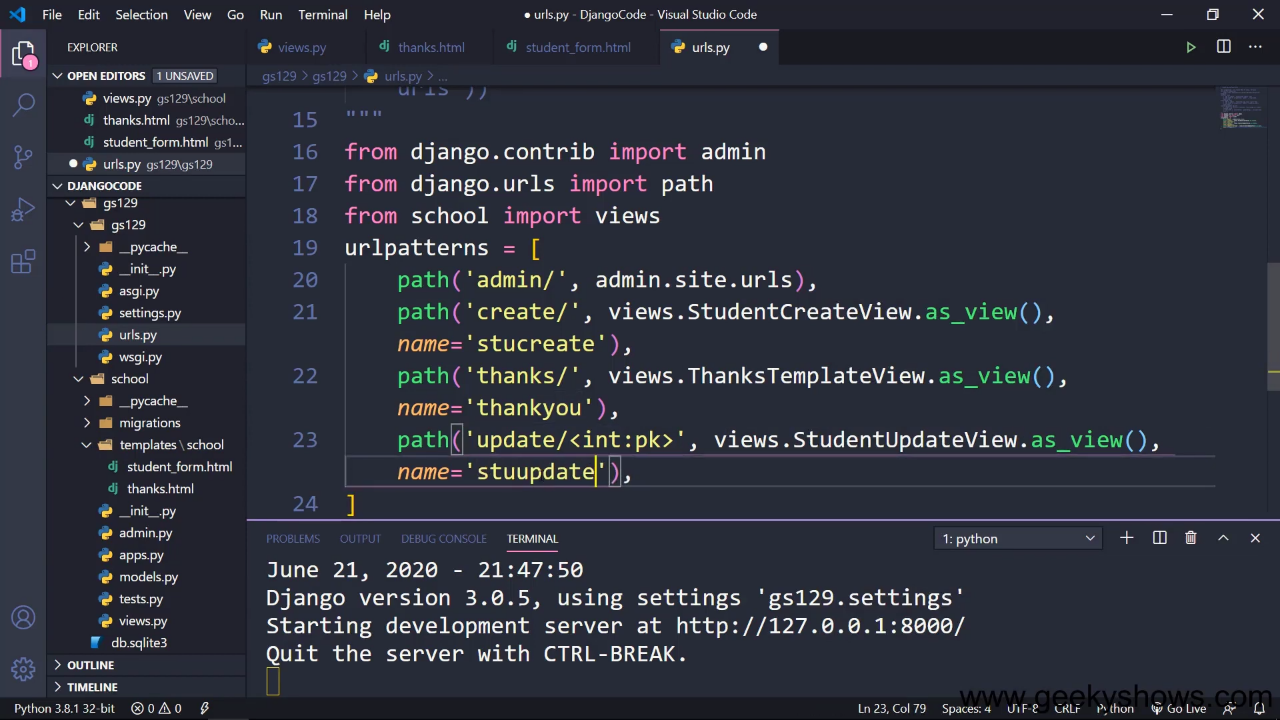 File Edit Selection View Go Run Terminal Help
● urls.py - DjangoCode - Visual Studio Code
EXPLORER
OPEN EDITORS 1 UNSAVED
views.py gs129\school
thanks.html gs129\scho...
student_form.html gs1...
urls.py gs129\gs129
DJANGOCODE
gs129
gs129
__pycache__
__init__.py
asgi.py
settings.py
urls.py
wsgi.py
school
__pycache__
migrations
templates \ school
student_form.html
thanks.html
__init__.py
admin.py
apps.py
models.py
tests.py
views.py
db.sqlite3
OUTLINE
TIMELINE
1
views.py thanks.html student_form.html urls.py
gs129 > gs129 > urls.py > ...
urls'))
15 """
16 from django.contrib import admin
17 from django.urls import path
18 from school import views
19 urlpatterns = [
20 path('admin/', admin.site.urls),
21 path('create/', views.StudentCreateView.as_view(),
name='stucreate'),
22 path('thanks/', views.ThanksTemplateView.as_view(),
name='thankyou'),
23 path('update/<int:pk>', views.StudentUpdateView.as_view(),
name='stuupdate'),
24 ]
PROBLEMS OUTPUT DEBUG CONSOLE TERMINAL 1: python
June 21, 2020 - 21:47:50
Django version 3.0.5, using settings 'gs129.settings'
Starting development server at http://127.0.0.1:8000/
Quit the server with CTRL-BREAK.
www.geekyshows.com
Python 3.8.1 32-bit 0 0 Ln 23, Col 79 Spaces: 4 UTF-8 CRLF Python Go Live